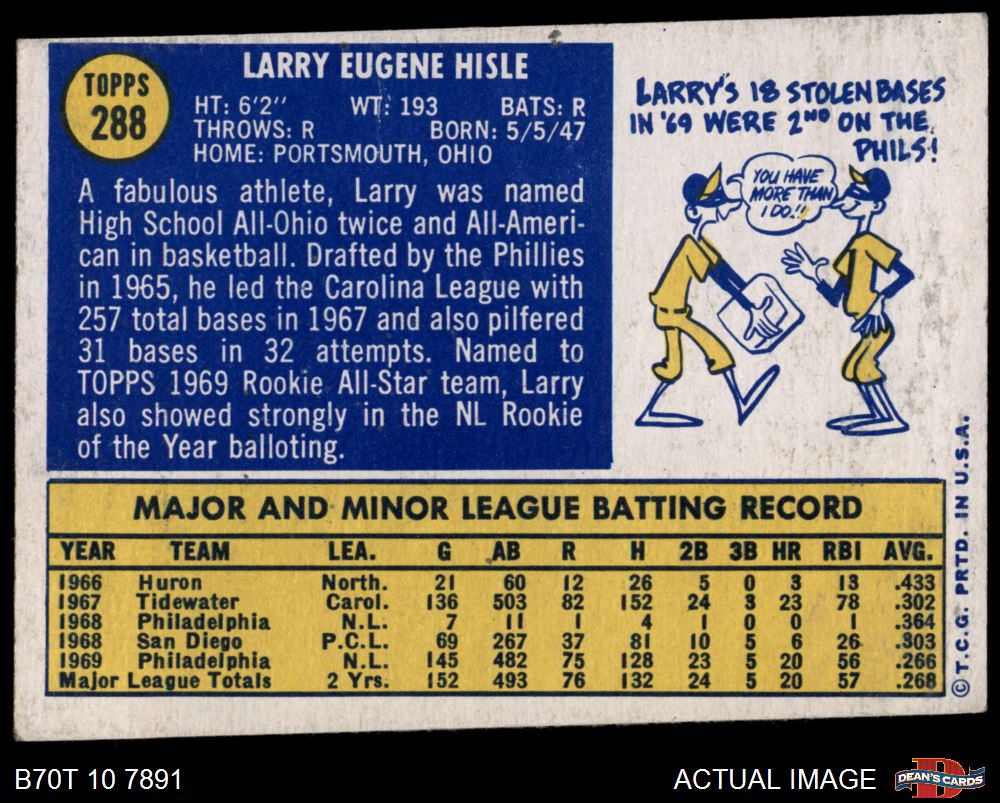 TOPPS
288
LARRY EUGENE HISLE
HT: 6'2" WT: 193 BATS: R
THROWS: R BORN: 5/5/47
HOME: PORTSMOUTH, OHIO
A fabulous athlete, Larry was named
High School All-Ohio twice and All-Ameri-
can in basketball. Drafted by the Phillies
in 1965, he led the Carolina League with
257 total bases in 1967 and also pilfered
31 bases in 32 attempts. Named to
TOPPS 1969 Rookie All-Star team, Larry
also showed strongly in the NL Rookie
of the Year balloting.
LARRY'S 18 STOLEN BASES
IN '69 WERE 2ND ON THE
PHILS!
YOU HAVE
MORE THAN
I DO.!!
MAJOR AND MINOR LEAGUE BATTING RECORD
YEAR TEAM LEA. G AB R H 2B 3B HR RBI AVG.
1966 Huron North. 21 60 12 26 5 0 3 13 .433
1967 Tidewater Carol. 136 503 82 152 24 3 23 78 .302
1968 Philadelphia N.L. 7 11 1 4 1 0 0 1 .364
1968 San Diego P.C.L. 69 267 37 81 10 5 6 26 .303
1969 Philadelphia N.L. 145 482 75 128 23 5 20 56 .266
Major League Totals 2 Yrs. 152 493 76 132 24 5 20 57 .268
© T.C.G. PRTD. IN U.S.A.
B70T 10 7891
ACTUAL IMAGE
B
DEAN'S CARDS